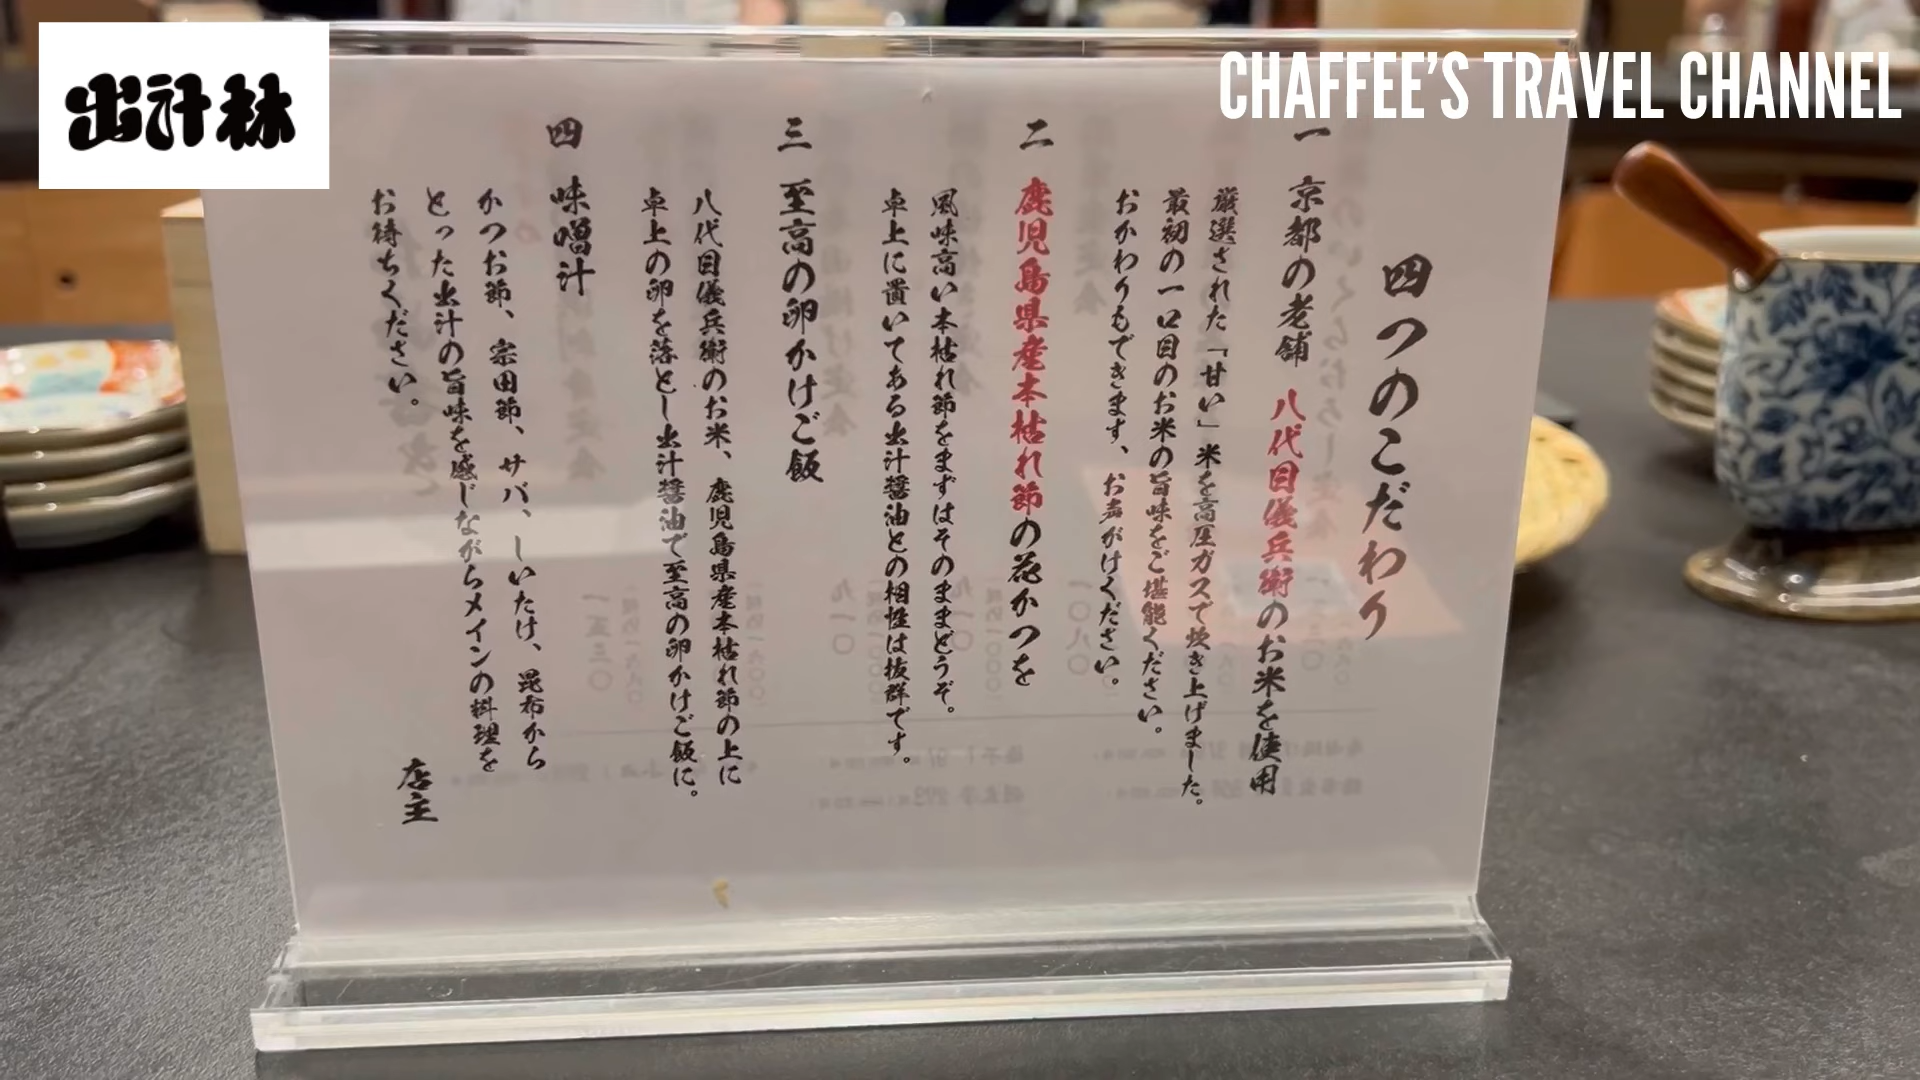 出汁林
CHAFFEE'S TRAVEL CHANNEL
四つのこだわり
一 京都の老舗 八代目儀兵衛のお米を使用
厳選された「甘い」米を高圧ガスで炊き上げました。
最初の一口目のお米の旨味をご堪能ください。
おかわりもできます、お声がけください。
二 鹿児島県産本枯れ節の花かつを
風味高い本枯れ節をまずはそのままどうぞ。
卓上に置いてある出汁醤油との相性は抜群です。
三 至高の卵かけご飯
八代目儀兵衛のお米、鹿児島県産本枯れ節の上に
卓上の卵を落とし出汁醤油で至高の卵かけご飯に。
四 味噌汁
かつお節、宗田節、サバ、しいたけ、昆布から
とった出汁の旨味を感じながらメインの料理を
お待ちください。
店主